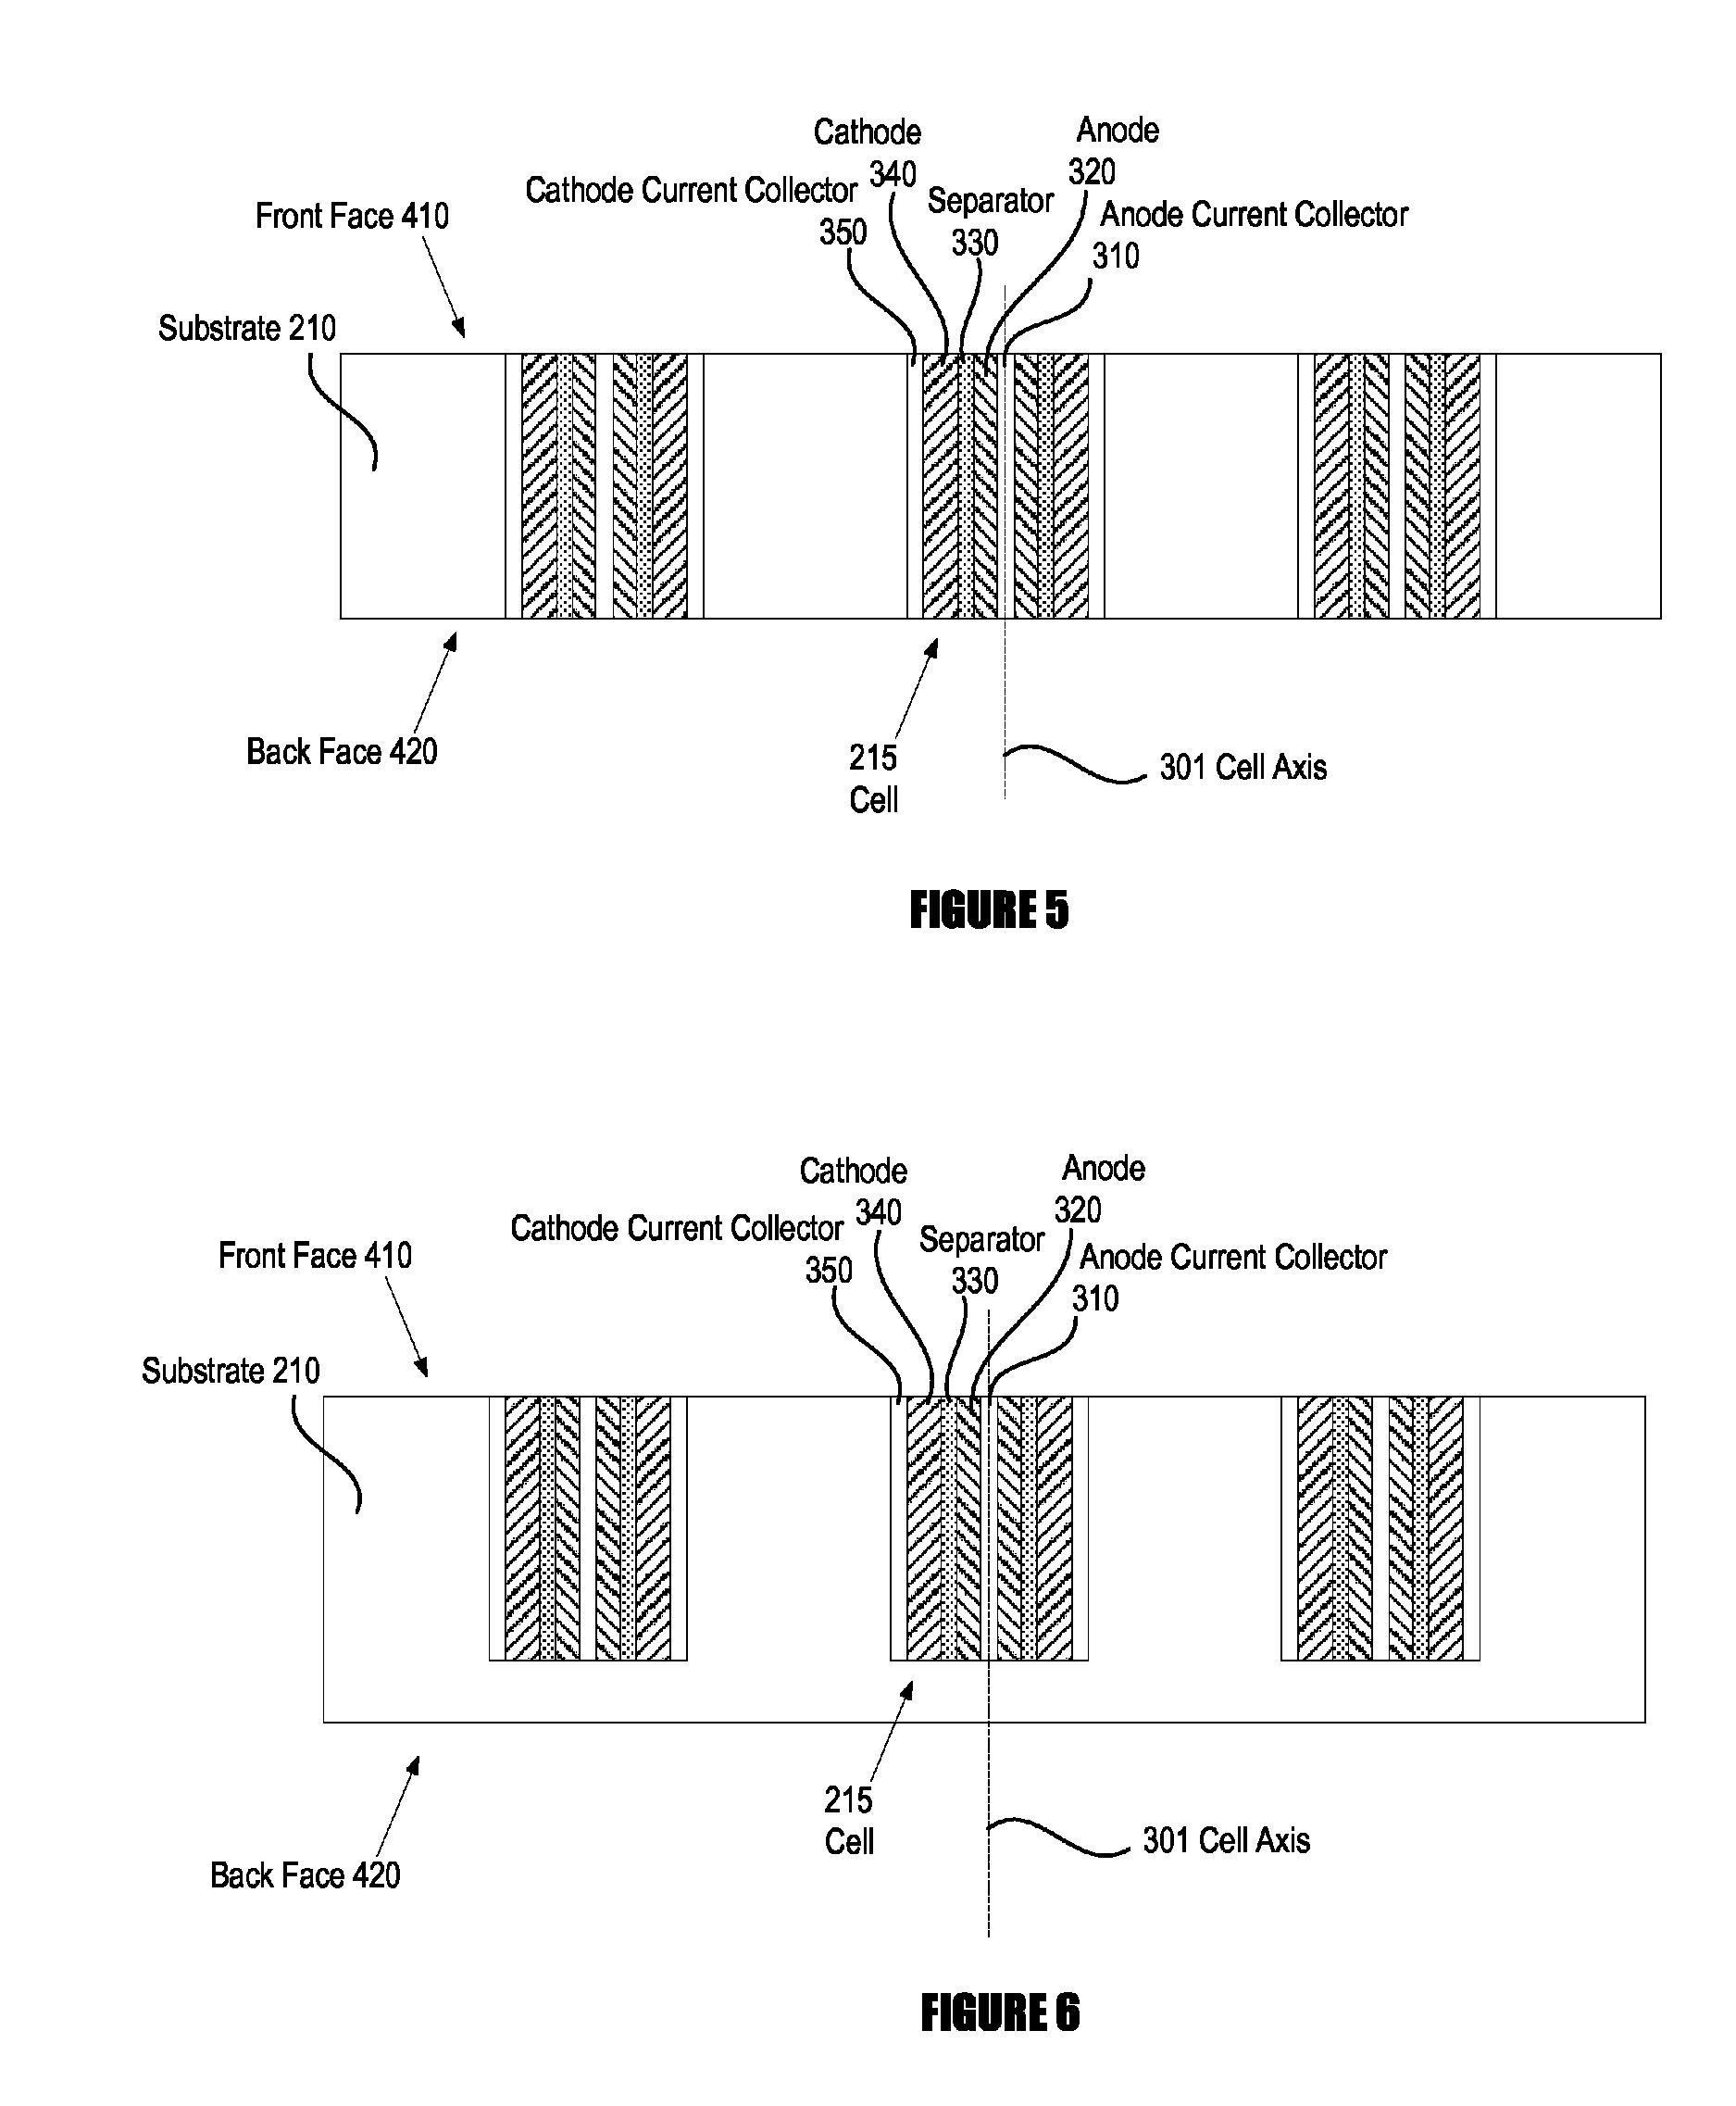 Cathode
340
Anode
320
Cathode Current Collector
350
Separator
330
Anode Current Collector
310
Front Face 410
Substrate 210
Back Face 420
215
Cell
301 Cell Axis
FIGURE 5
Cathode
340
Anode
320
Cathode Current Collector
350
Separator
330
Anode Current Collector
310
Front Face 410
Substrate 210
215
Cell
301 Cell Axis
Back Face 420
FIGURE 6